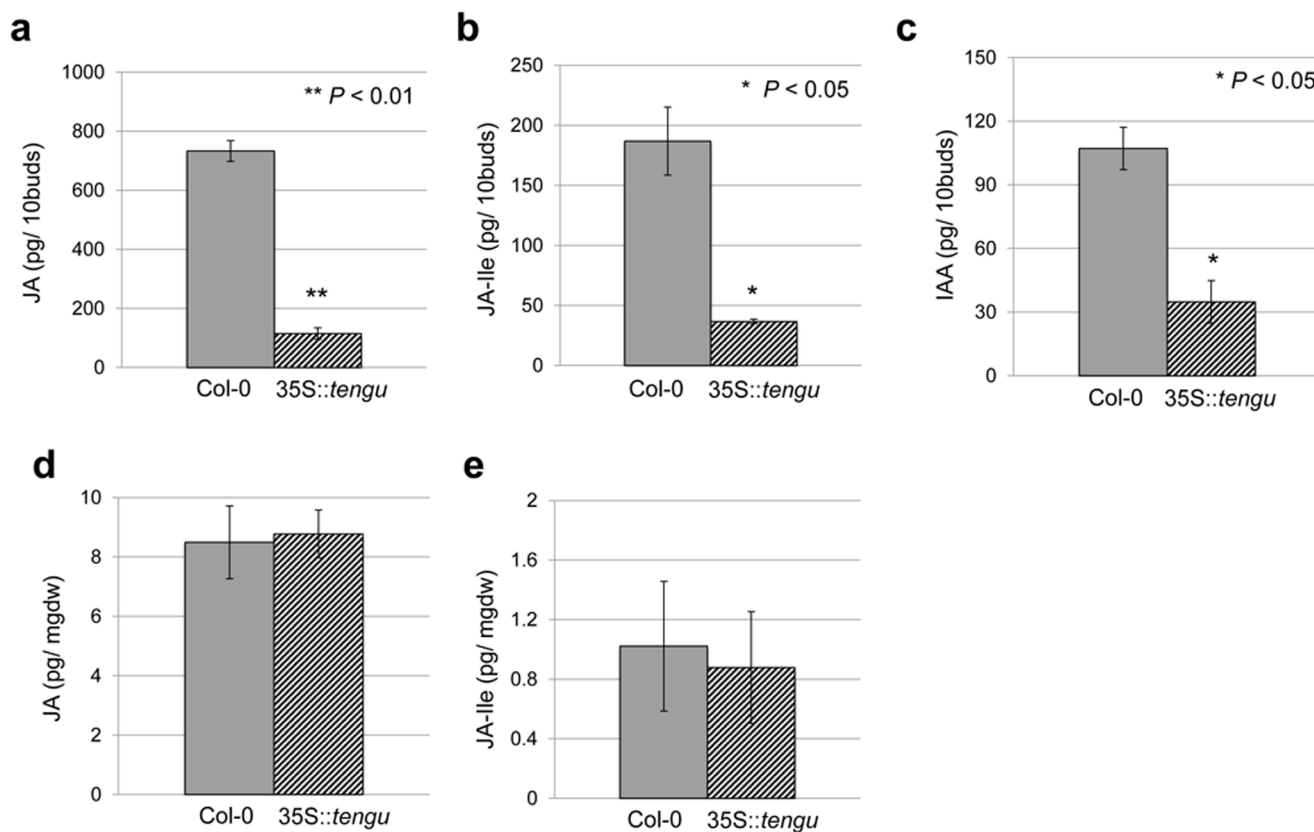 a
JA (pg/ 10buds)
1000
800
600
400
200
0
** P < 0.01
**
Col-0 35S::tengu
b
JA-Ile (pg/ 10buds)
250
200
150
100
50
0
* P < 0.05
*
Col-0 35S::tengu
c
IAA (pg/ 10buds)
150
120
90
60
30
0
* P < 0.05
*
Col-0 35S::tengu
d
JA (pg/ mgdw)
10
8
6
4
2
0
Col-0 35S::tengu
e
JA-Ile (pg/ mgdw)
2
1.6
1.2
0.8
0.4
0
Col-0 35S::tengu